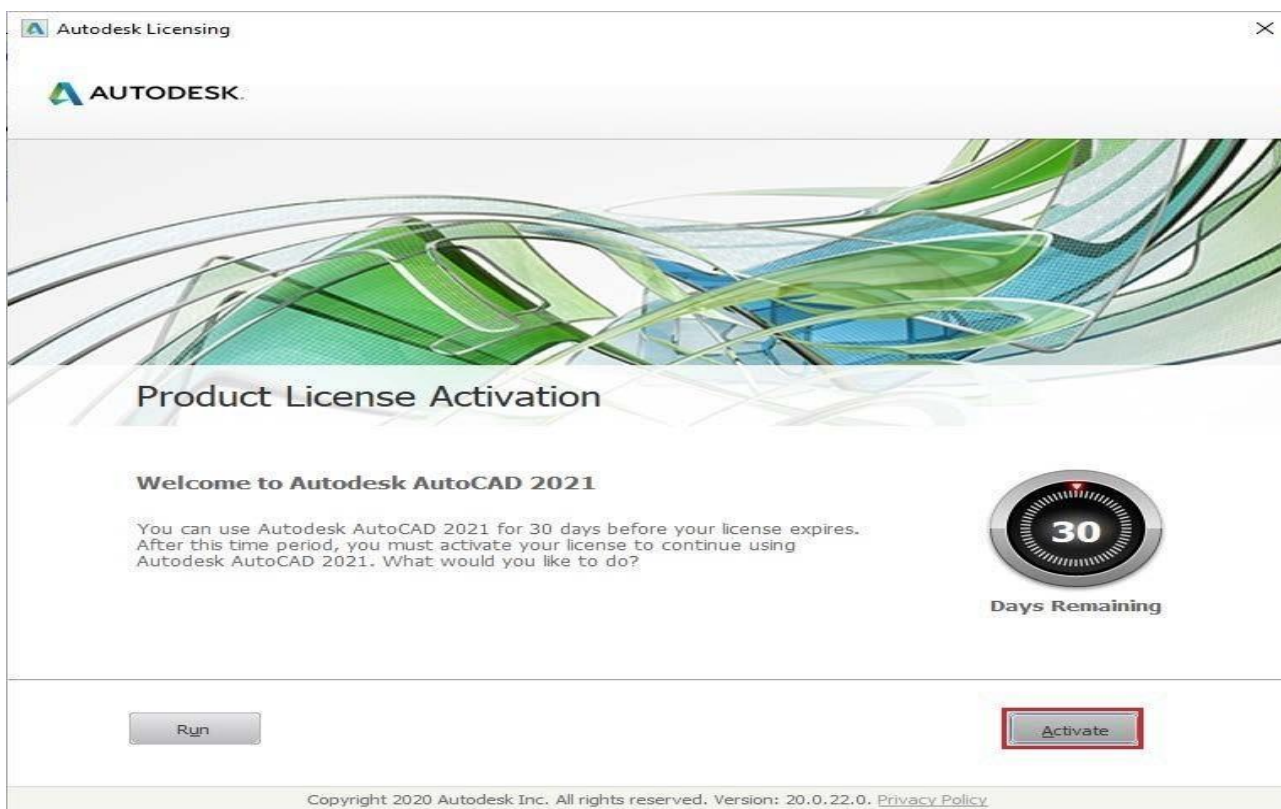 Autodesk Licensing
AUTODESK.
Product License Activation
Welcome to Autodesk AutoCAD 2021
You can use Autodesk AutoCAD 2021 for 30 days before your license expires.
After this time period, you must activate your license to continue using
Autodesk AutoCAD 2021. What would you like to do?
30
Days Remaining
Run
Activate
Copyright 2020 Autodesk Inc. All rights reserved. Version: 20.0.22.0. Privacy Policy